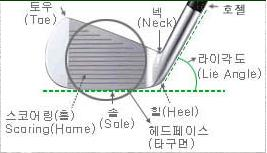 토우
(Toe)
넥
(Neck)
호젤
라이각도
(Lie Angle)
스코어링(홈)
Scoring(Home)
솔
(Sole)
힐(Heel)
헤드페이스
(타구면)